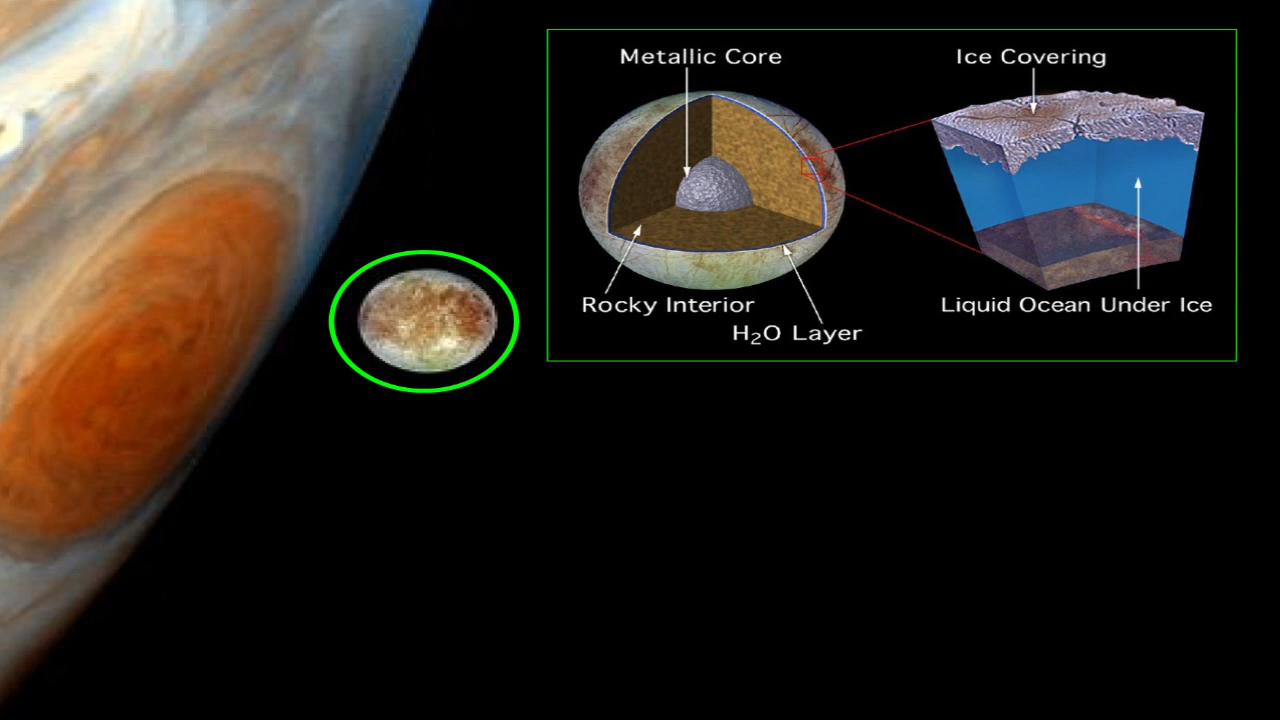 Metallic Core
Ice Covering
Rocky Interior
Liquid Ocean Under Ice
H₂O Layer